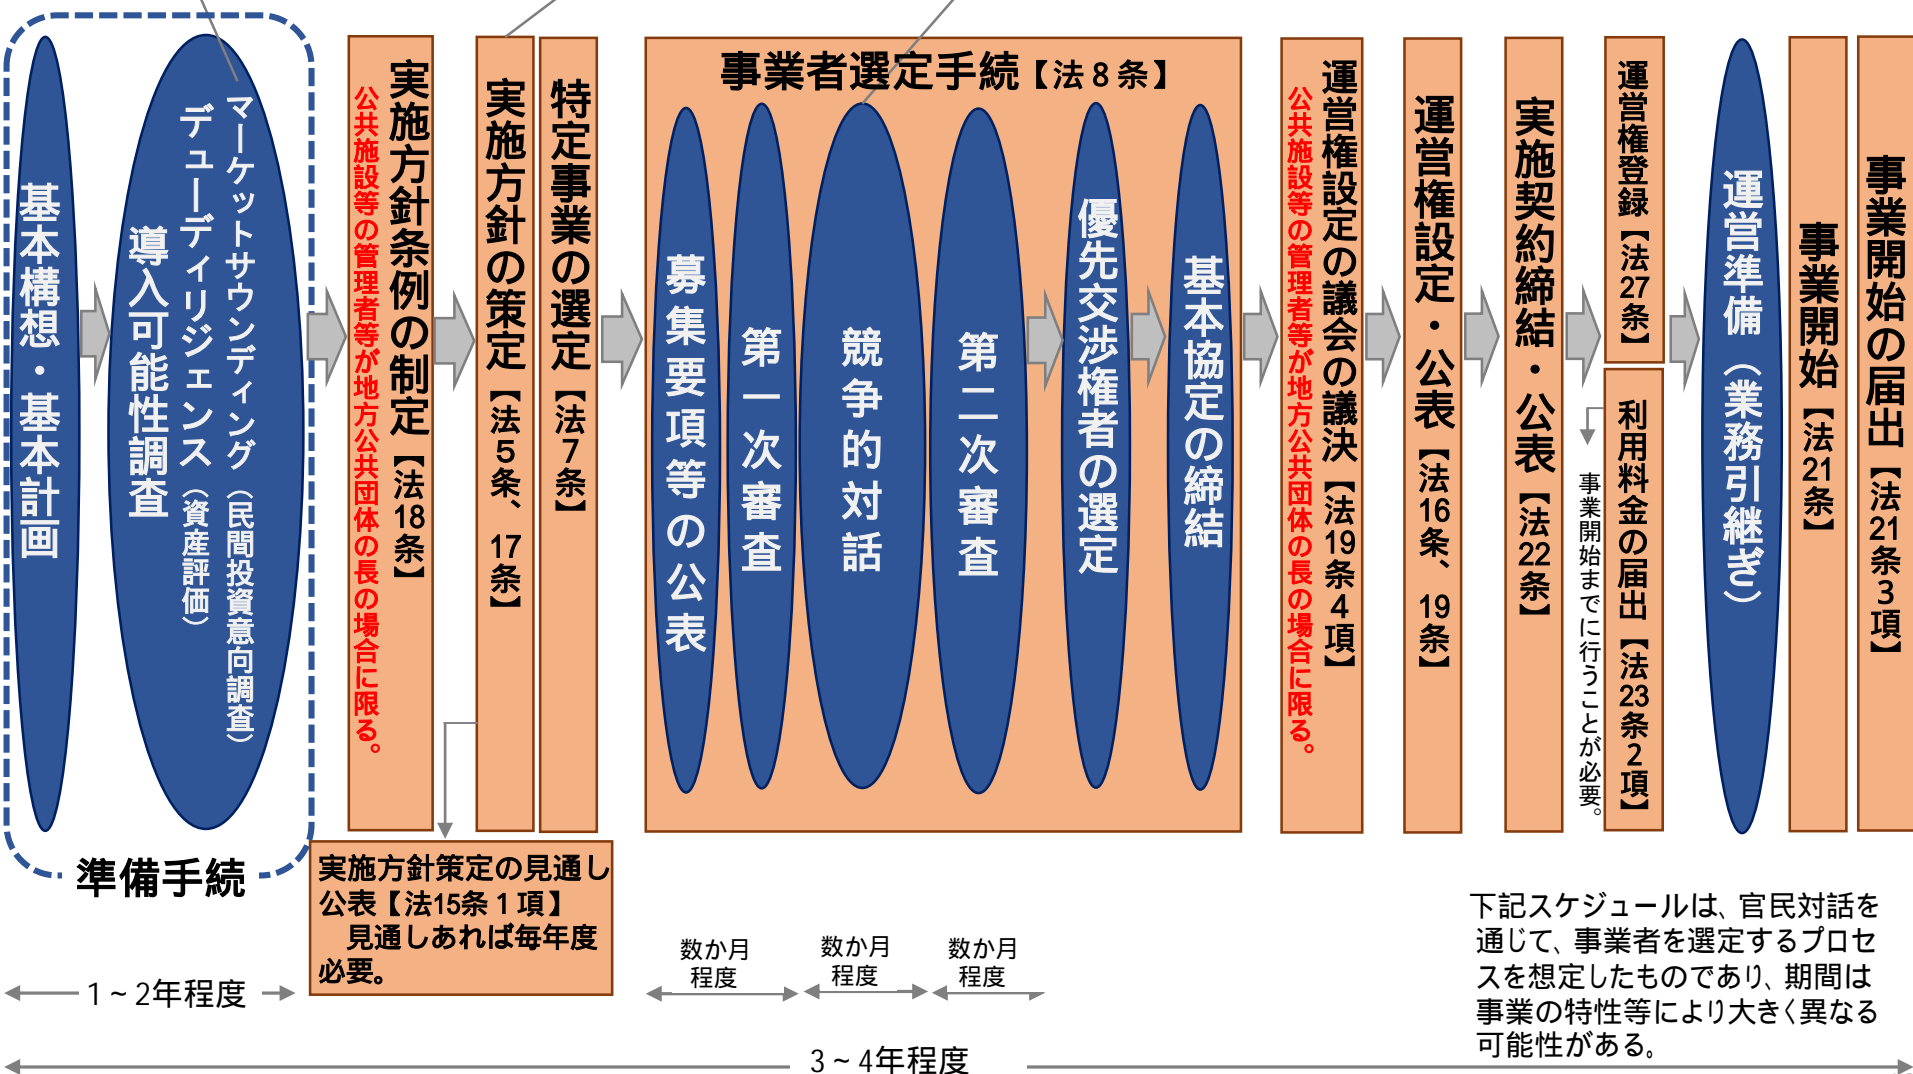 基本構想・基本計画
マーケットサウンディング（民間投資意向調査）
デューディリジェンス（資産評価）
導入可能性調査
準備手続
実施方針条例の制定【法18条】
公共施設等の管理者等が地方公共団体の長の場合に限る。
実施方針の策定【法５条、17条】
特定事業の選定【法７条】
実施方針策定の見通し
公表【法15条１項】
見通しあれば毎年度
必要。
事業者選定手続【法８条】
募集要項等の公表
第一次審査
競争的対話
第二次審査
優先交渉権者の選定
基本協定の締結
運営権設定の議会の議決【法19条４項】
公共施設等の管理者等が地方公共団体の長の場合に限る。
運営権設定・公表【法16条、19条】
実施契約締結・公表【法22条】
運営権登録【法27条】
利用料金の届出【法23条２項】
事業開始までに行うことが必要。
運営準備（業務引継ぎ）
事業開始【法21条】
事業開始の届出【法21条３項】
数か月
程度
数か月
程度
数か月
程度
1～2年程度
3～4年程度
下記スケジュールは、官民対話を
通じて、事業者を選定するプロセ
スを想定したものであり、期間は
事業の特性等により大きく異なる
可能性がある。